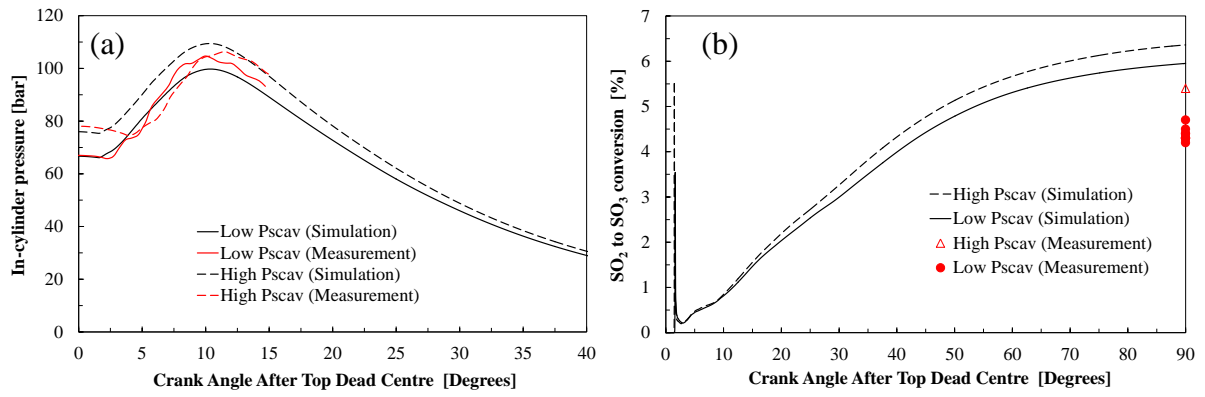 (a)
In-cylinder pressure [bar]
120
100
80
60
40
20
0
Low Pscav (Simulation)
Low Pscav (Measurement)
High Pscav (Simulation)
High Pscav (Measurement)
0 5 10 15 20 25 30 35 40
Crank Angle After Top Dead Centre [Degrees]
(b)
SO2 to SO3 conversion [%]
7
6
5
4
3
2
1
0
High Pscav (Simulation)
Low Pscav (Simulation)
High Pscav (Measurement)
Low Pscav (Measurement)
0 10 20 30 40 50 60 70 80 90
Crank Angle After Top Dead Centre [Degrees]